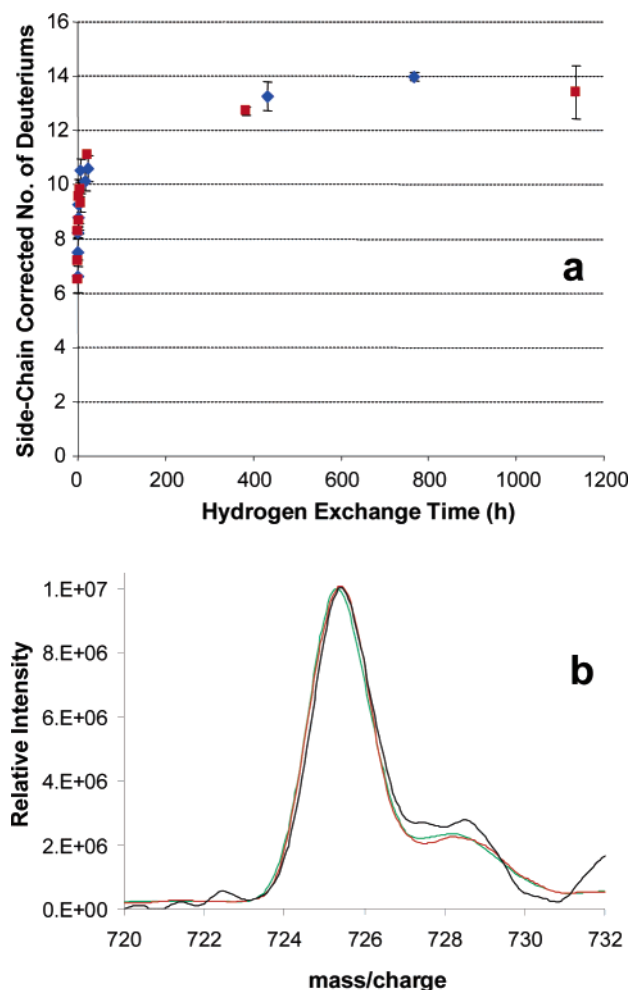 16
14
12
10
8
6
4
2
0
Side-Chain Corrected No. of Deuteriums
a
0 200 400 600 800 1000 1200
Hydrogen Exchange Time (h)
1.E+07
8.E+06
6.E+06
4.E+06
2.E+06
0.E+00
Relative Intensity
b
720 722 724 726 728 730 732
mass/charge